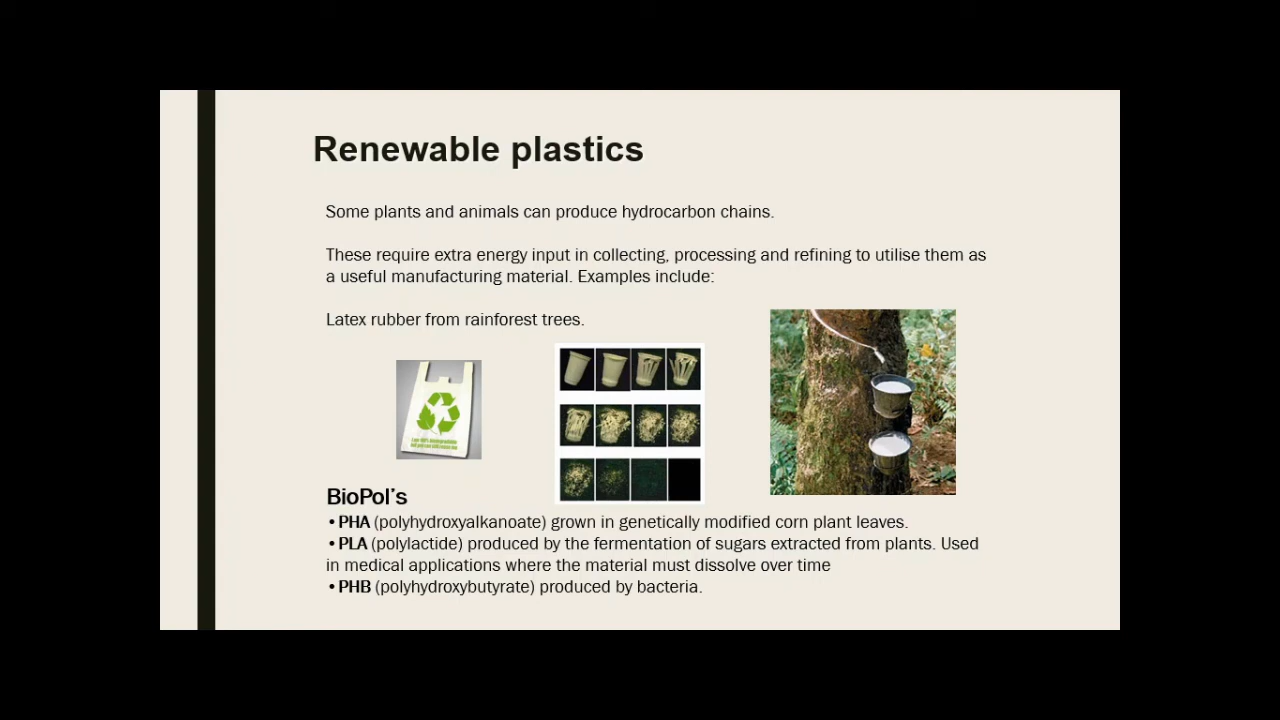 Renewable plastics
Some plants and animals can produce hydrocarbon chains.
These require extra energy input in collecting, processing and refining to utilise them as
a useful manufacturing material. Examples include:
Latex rubber from rainforest trees.
BioPol's
•PHA (polyhydroxyalkanoate) grown in genetically modified corn plant leaves.
•PLA (polylactide) produced by the fermentation of sugars extracted from plants. Used
in medical applications where the material must dissolve over time
•PHB (polyhydroxybutyrate) produced by bacteria.